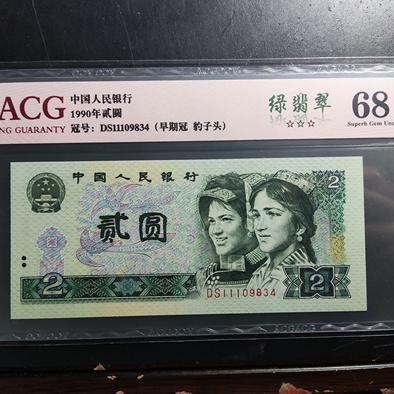 ACG
NG GUARANTY
中国人民银行
1990年贰圆
冠号：DS11109834（早期冠 豹子头）
绿翡翠
☆☆☆
68
Superb Gem Unc
中国人民银行
2
贰圆
DS11109834
2
2
ACGACG